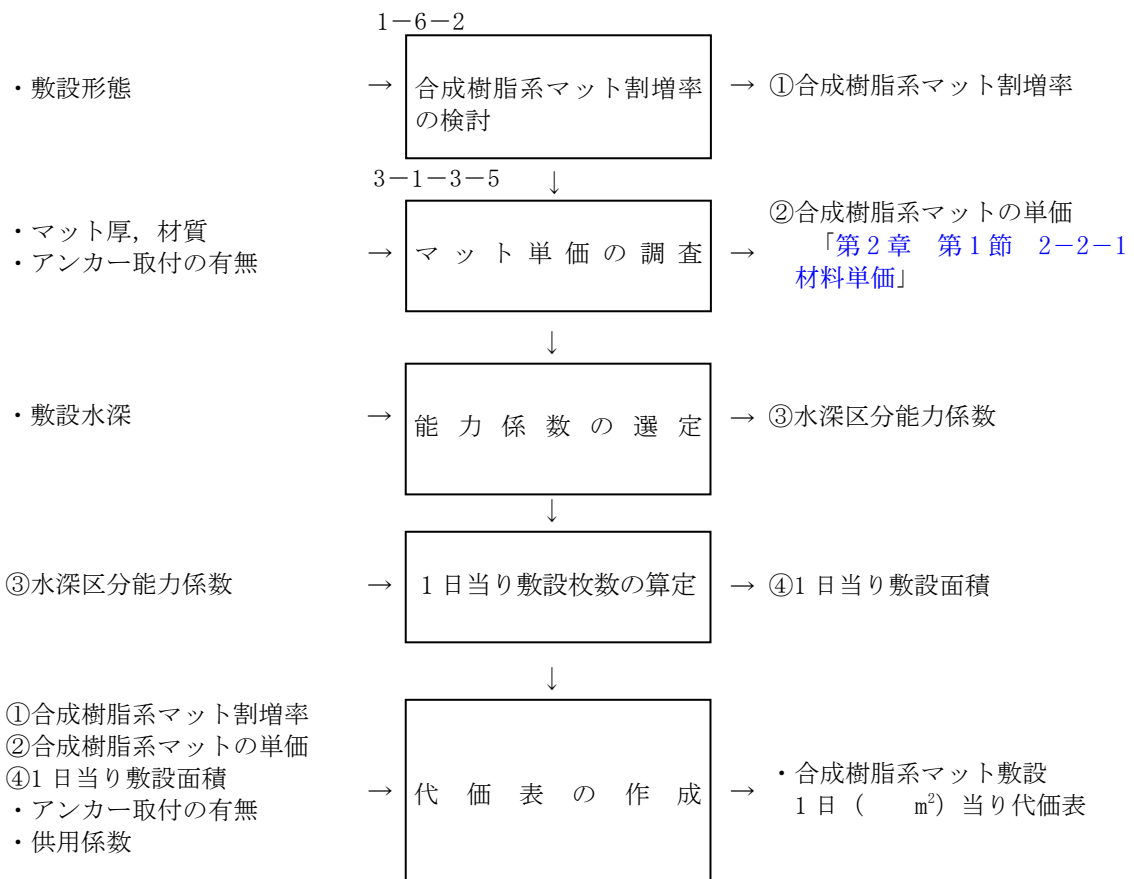 1－6－2
・敷設形態
→
合成樹脂系マット割増率
の検討
→ ①合成樹脂系マット割増率
3－1－3－5 ↓
・マット厚，材質
・アンカー取付の有無
→
マット単価の調査
→
②合成樹脂系マットの単価
「第２章 第１節 2－2－1
材料単価」
↓
・敷設水深
→
能力係数の選定
→ ③水深区分能力係数
↓
③水深区分能力係数
→
１日当り敷設枚数の算定
→ ④1 日当り敷設面積
↓
①合成樹脂系マット割増率
②合成樹脂系マットの単価
④1 日当り敷設面積
・アンカー取付の有無
・供用係数
→
代価表の作成
→
・合成樹脂系マット敷設
１日（ m²）当り代価表